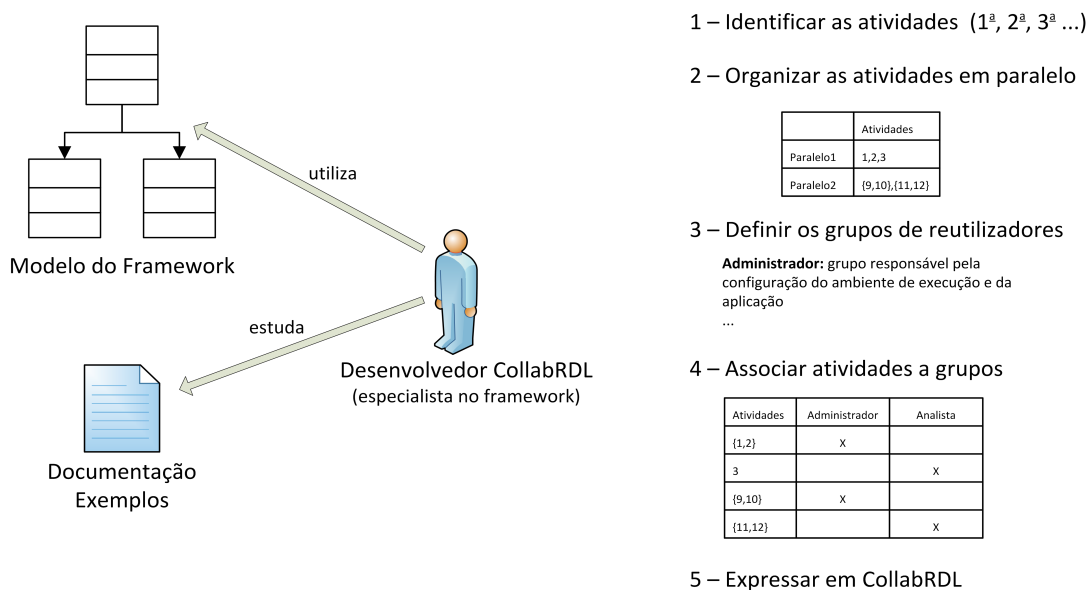 utiliza
Modelo do Framework
estuda
Desenvolvedor CollabRDL
(especialista no framework)
Documentação
Exemplos
1 – Identificar as atividades (1ª, 2ª, 3ª ...)
2 – Organizar as atividades em paralelo
Atividades
Paralelo1 1,2,3
Paralelo2 {9,10},{11,12}
3 – Definir os grupos de reutilizadores
Administrador: grupo responsável pela
configuração do ambiente de execução e da
aplicação
...
4 – Associar atividades a grupos
Atividades Administrador Analista
{1,2} X
3 X
{9,10} X
{11,12} X
5 – Expressar em CollabRDL